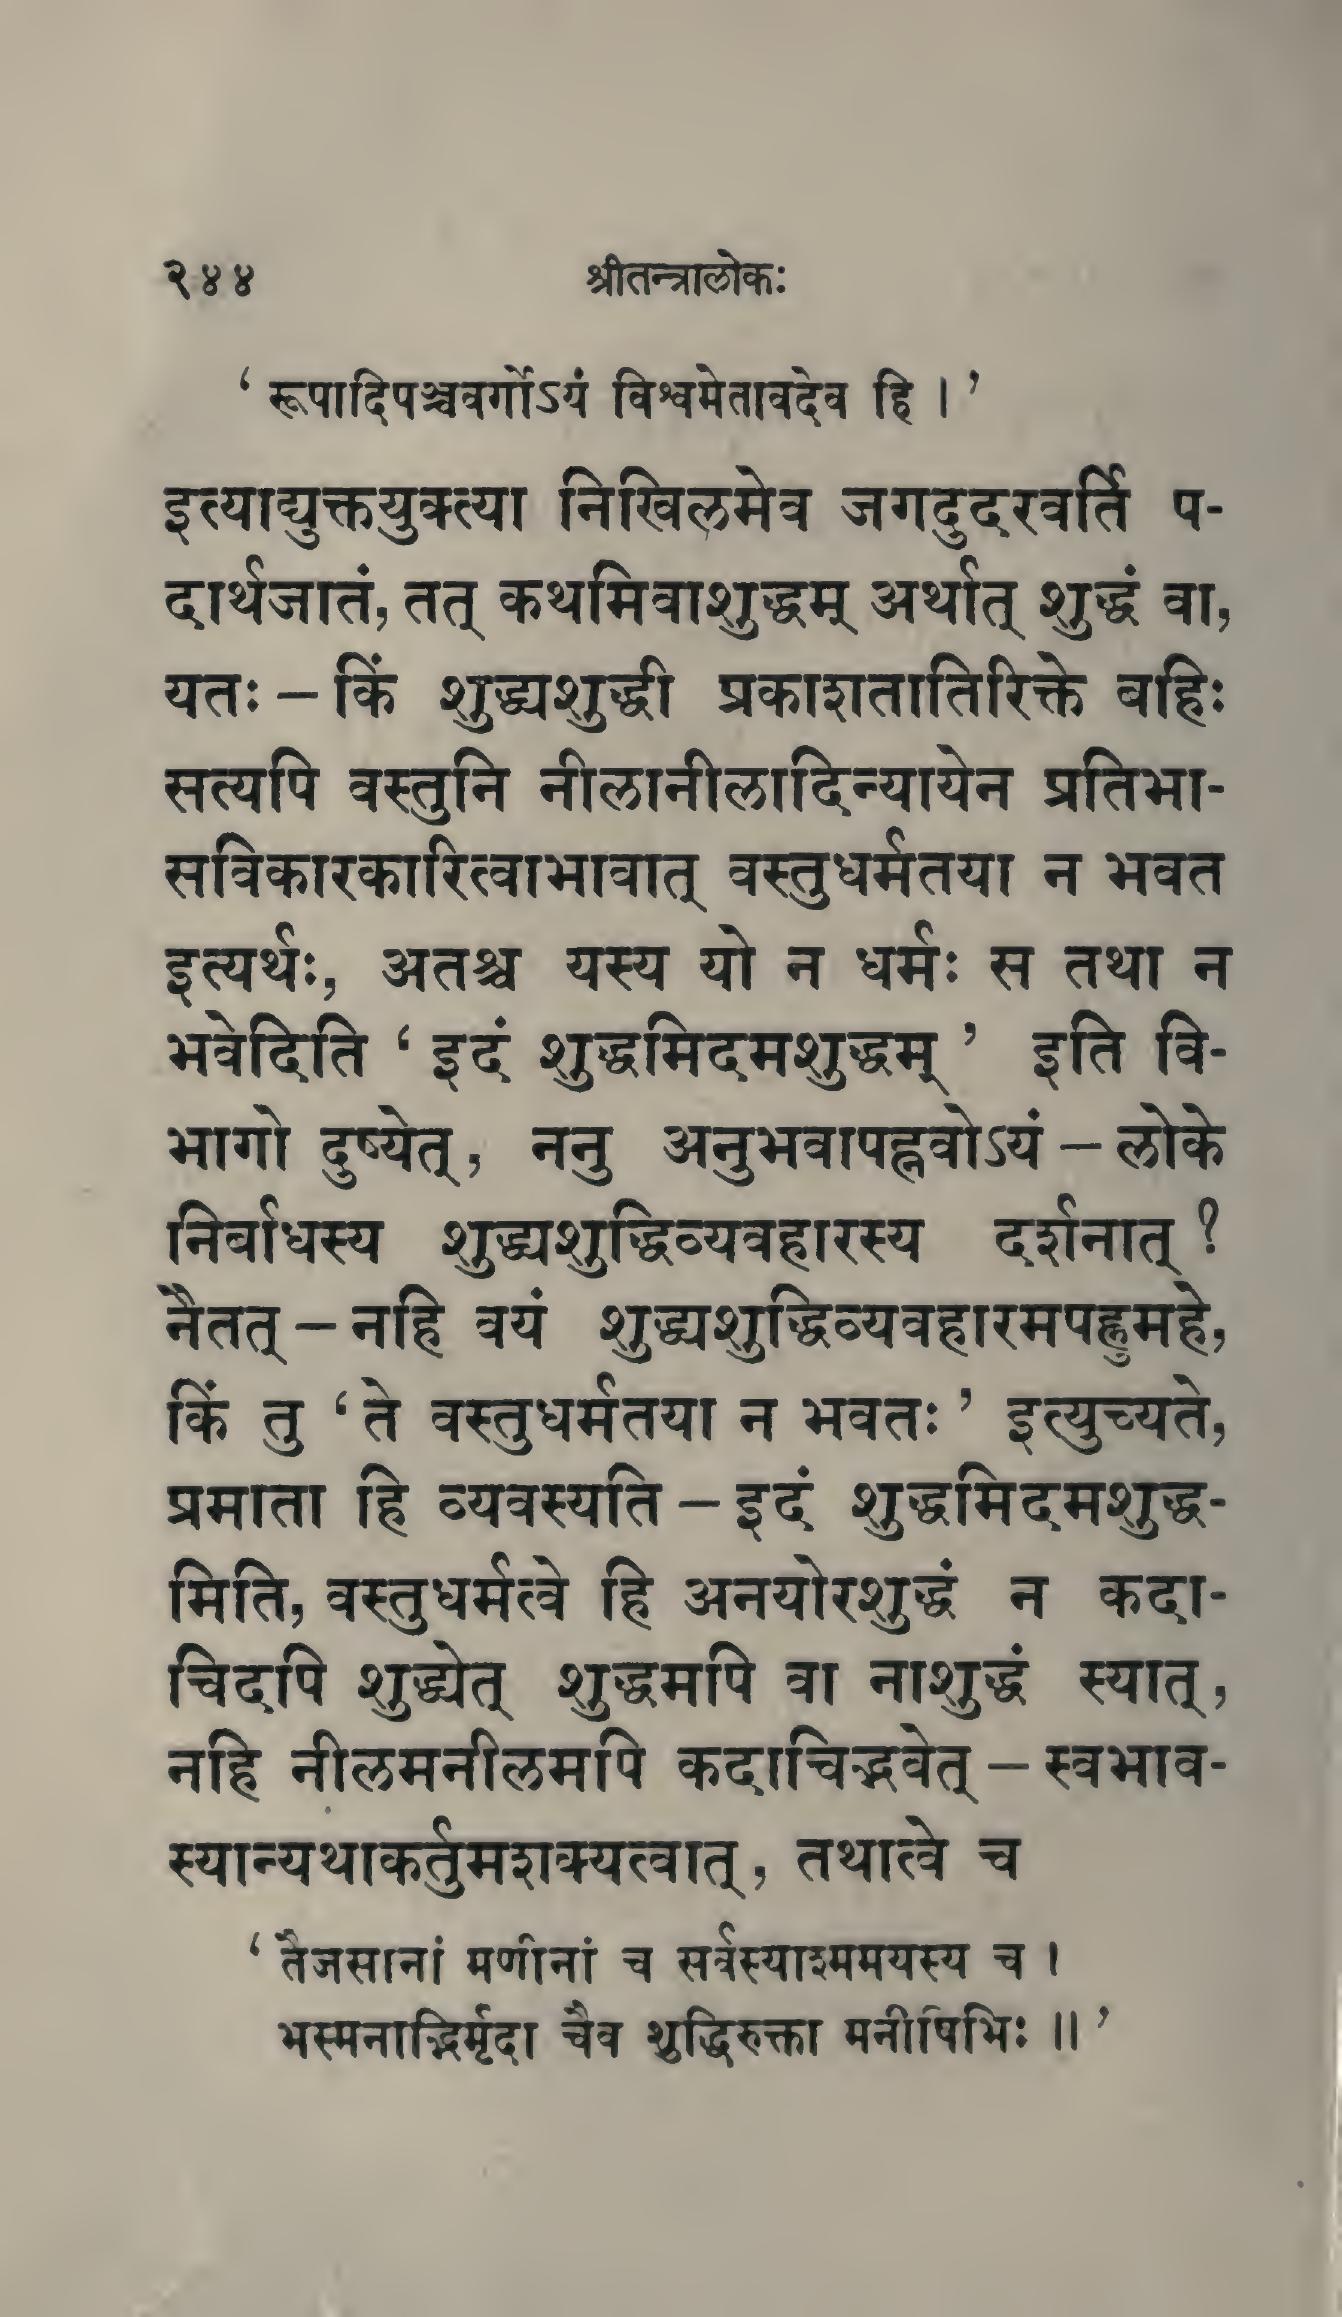 २४४ श्रीतन्त्रालोकः
‘ रूपादिपञ्चवर्गोऽयं विश्वमेतावदेव हि । ’
इत्याद्युक्तयुक्त्या निखिलमेव जगदुदरवर्ति प-
दार्थजातं, तत् कथमिवाशुद्धम् अर्थात् शुद्धं वा,
यतः – किं शुद्ध्यशुद्धी प्रकाशतातिरिक्ते बहिः
सत्यपि वस्तुनि नीलानीलादिन्यायेन प्रतिभा-
सविकारकारित्वाभावात् वस्तुधर्मतया न भवत
इत्यर्थः, अतश्च यस्य यो न धर्मः स तथा न
भवेदिति ‘ इदं शुद्धमिदमशुद्धम् ’ इति वि-
भागो दुष्येत्, ननु अनुभवापह्नवोऽयं – लोके
निर्बाधस्य शुद्ध्यशुद्धिव्यवहारस्य दर्शनात् ?
नैतत् – नहि वयं शुद्ध्यशुद्धिव्यवहारमपह्नुमहे,
किं तु ‘ ते वस्तुधर्मतया न भवतः ’ इत्युच्यते,
प्रमाता हि व्यवस्यति – इदं शुद्धमिदमशुद्ध-
मिति, वस्तुधर्मत्वे हि अनयोरशुद्धं न कदा-
चिदपि शुद्ध्येत् शुद्धमपि वा नाशुद्धं स्यात्,
नहि नीलमनीलमपि कदाचिद्भवेत् – स्वभाव-
स्यान्यथाकर्तुमशक्यत्वात्, तथात्वे च
‘ तैजसानां मणीनां च सर्वस्याश्ममयस्य च ।
भस्मनाद्भिर्मृदा चैव शुद्धिरुक्ता मनीषिभिः ॥ ’